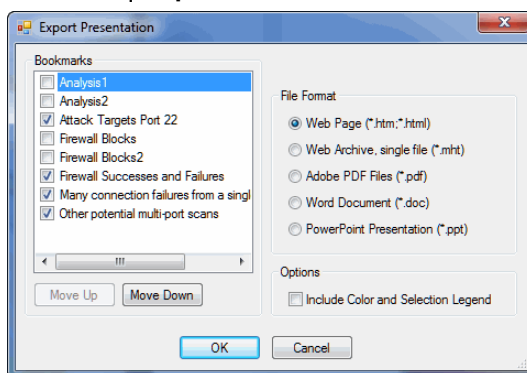 Export Presentation
Bookmarks
Analysis1
Analysis2
Attack Targets Port 22
Firewall Blocks
Firewall Blocks2
Firewall Successes and Failures
Many connection failures from a singl
Other potential multi-port scans
Move Up
Move Down
File Format
Web Page (*.htm;*.html)
Web Archive, single file (*.mht)
Adobe PDF Files (*.pdf)
Word Document (*.doc)
PowerPoint Presentation (*.ppt)
Options
Include Color and Selection Legend
OK
Cancel